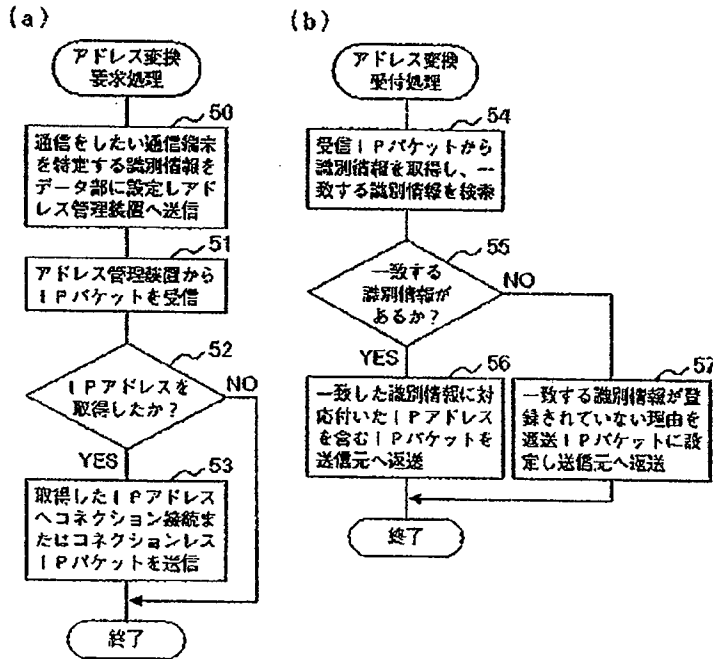 (a)
アドレス変換
要求処理
50
通信をしたい通信端末
を特定する識別情報を
データ部に設定しアド
レス管理装置へ送信
51
アドレス管理装置から
IPパケットを受信
52
IPアドレスを
取得したか?
NO
YES
53
取得したIPアドレス
へコネクション接続ま
たはコネクションレス
IPパケットを送信
終了
(b)
アドレス変換
受付処理
54
受信IPパケットから
識別情報を取得し、一
致する識別情報を検索
55
一致する
識別情報が
あるか?
NO
YES
56
一致した識別情報に対
応付いたIPアドレス
を含むIPパケットを
送信元へ返送
57
一致する識別情報が登
録されていない理由を
返送IPパケットに設
定し送信元へ返送
終了